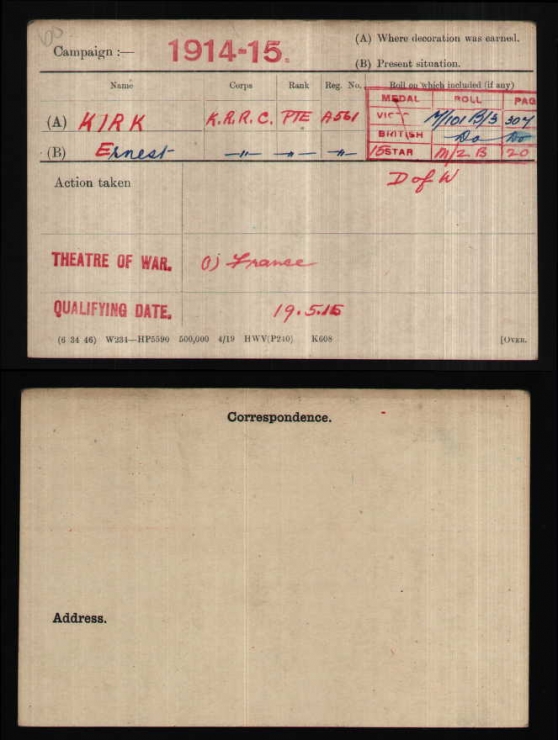 Campaign :— 1914-15.
(A) Where decoration was earned.
(B) Present situation.
Name Corps Rank Reg. No. Roll on which included (if any)
MEDAL ROLL PAGE
(A) KIRK K.R.R.C. PTE A561 VICTY M/101 B/3 307
BRITISH Do Do
(B) Ernest —"— —"— —"— 15 STAR M/2 B 20
Action taken D of W
THEATRE OF WAR. (1) France
QUALIFYING DATE. 19.5.15
(6 34 46) W234—HP5590 500,000 4/19 HWV(P240) K608 [OVER.
Correspondence.
Address.